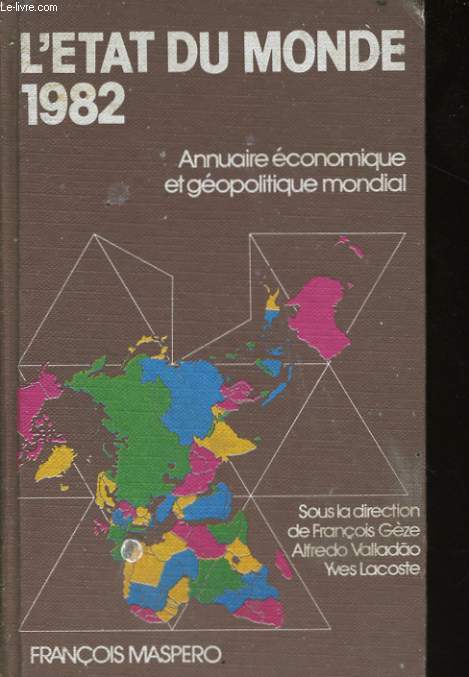 Le-livre.com
L'ETAT DU MONDE
1982
Annuaire économique
et géopolitique mondial
Sous la direction
de François Gèze
Alfredo Valladão
Yves Lacoste
FRANÇOIS MASPERO